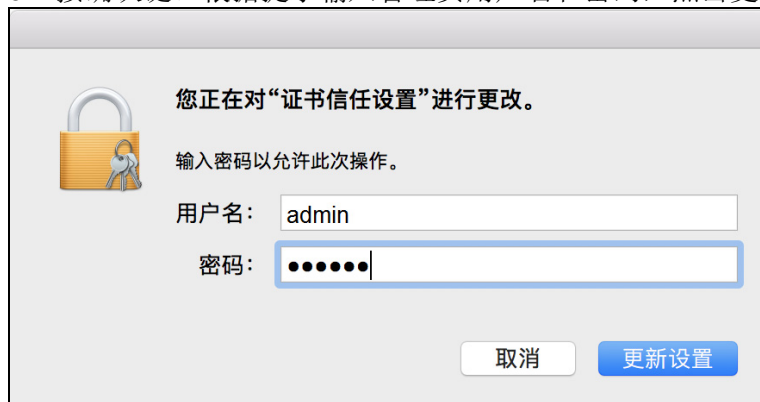 您正在对“证书信任设置”进行更改。
输入密码以允许此次操作。
用户名： admin
密码： ●●●●●●
取消 更新设置